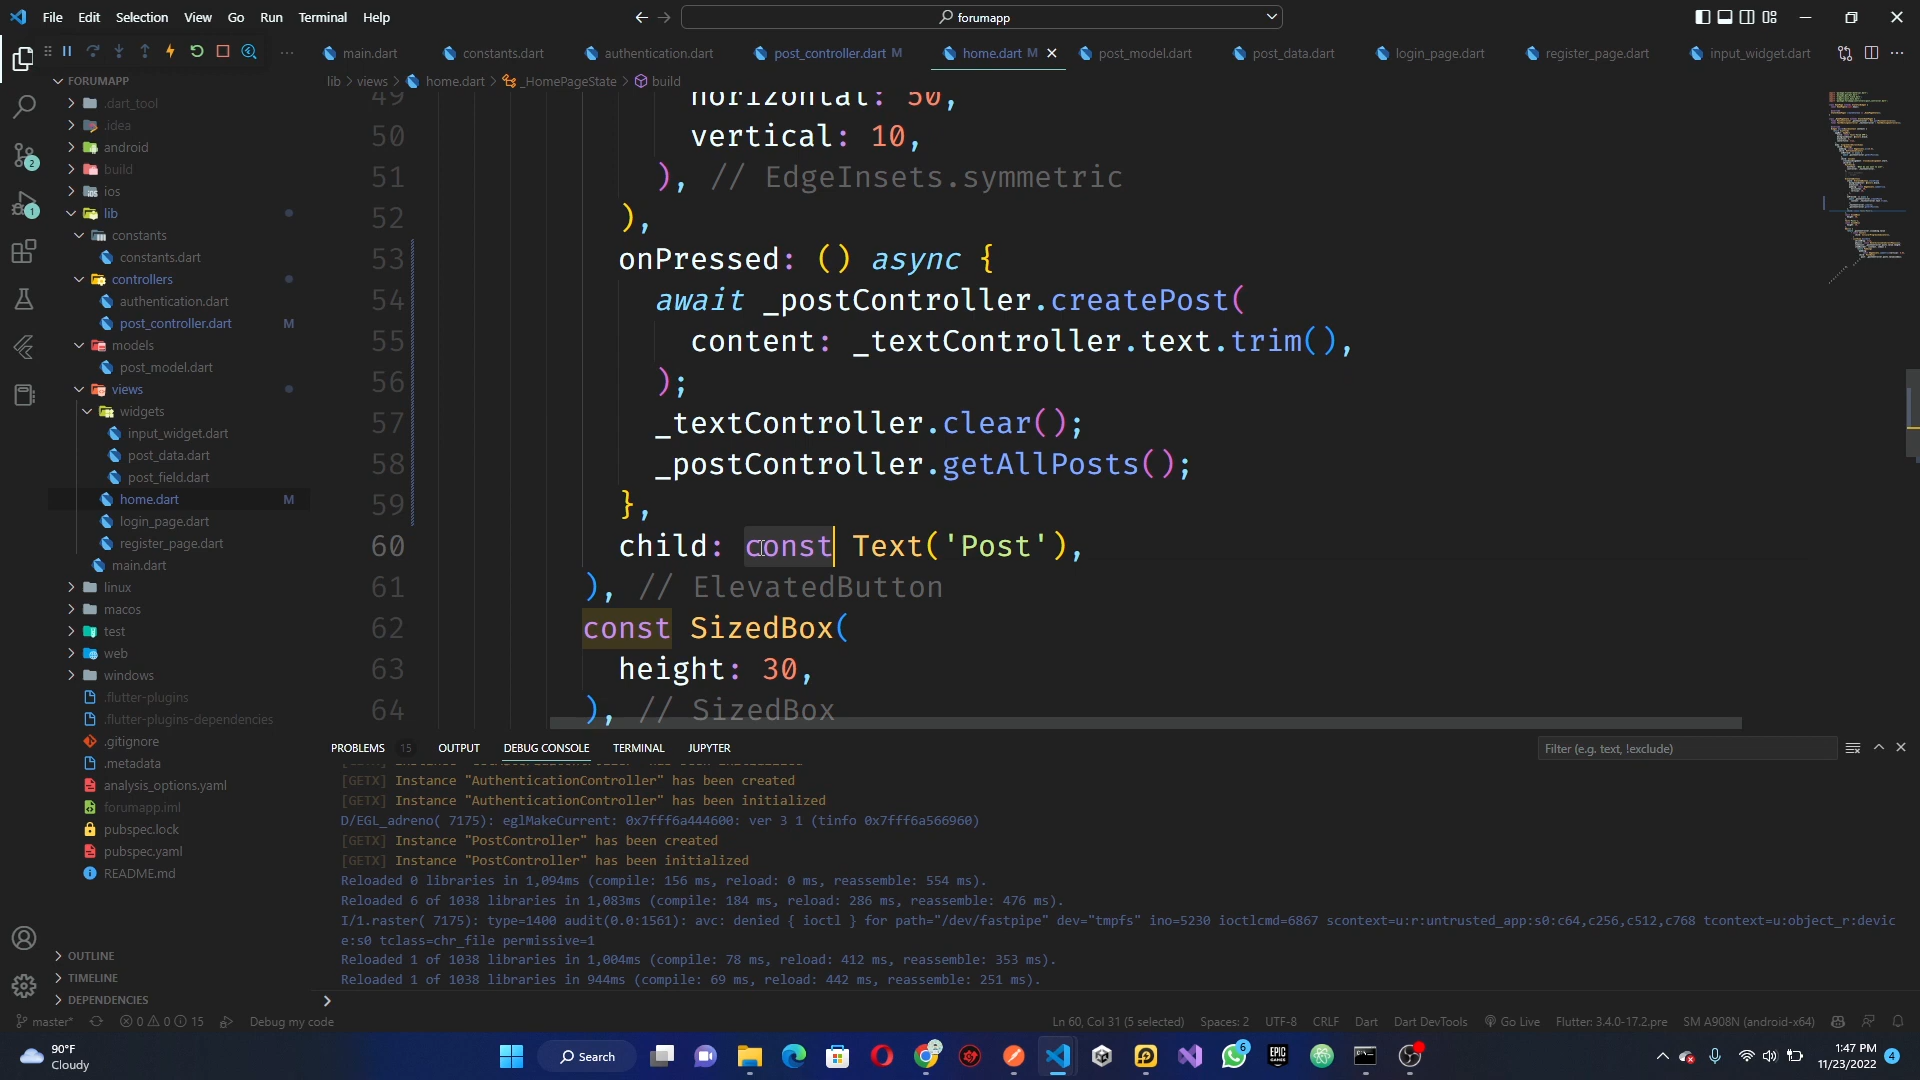 File Edit Selection View Go Run Terminal Help
forumapp
main.dart constants.dart authentication.dart post_controller.dart M home.dart M post_model.dart post_data.dart login_page.dart register_page.dart input_widget.dart
lib > views > home.dart > _HomePageState > build
FORUMAPP
.dart_tool
.idea
android
build
ios
lib
constants
constants.dart
controllers
authentication.dart
post_controller.dart M
models
post_model.dart
views
widgets
input_widget.dart
post_data.dart
post_field.dart
home.dart M
login_page.dart
register_page.dart
main.dart
linux
macos
test
web
windows
.flutter-plugins
.flutter-plugins-dependencies
.gitignore
.metadata
analysis_options.yaml
forumapp.iml
pubspec.lock
pubspec.yaml
README.md
OUTLINE
TIMELINE
DEPENDENCIES
2
1
49 horizontal: 50,
50 vertical: 10,
51 ), // EdgeInsets.symmetric
52 ),
53 onPressed: () async {
54 await _postController.createPost(
55 content: _textController.text.trim(),
56 );
57 _textController.clear();
58 _postController.getAllPosts();
59 },
60 child: const Text('Post'),
61 ), // ElevatedButton
62 const SizedBox(
63 height: 30,
64 ), // SizedBox
PROBLEMS 15 OUTPUT DEBUG CONSOLE TERMINAL JUPYTER
Filter (e.g. text, !exclude)
[GETX] Instance "AuthenticationController" has been created
[GETX] Instance "AuthenticationController" has been initialized
D/EGL_adreno( 7175): eglMakeCurrent: 0x7fff6a444600: ver 3 1 (tinfo 0x7fff6a566960)
[GETX] Instance "PostController" has been created
[GETX] Instance "PostController" has been initialized
Reloaded 0 libraries in 1,094ms (compile: 156 ms, reload: 0 ms, reassemble: 554 ms).
Reloaded 6 of 1038 libraries in 1,083ms (compile: 184 ms, reload: 286 ms, reassemble: 476 ms).
I/1.raster( 7175): type=1400 audit(0.0:1561): avc: denied { ioctl } for path="/dev/fastpipe" dev="tmpfs" ino=5230 ioctlcmd=6867 scontext=u:r:untrusted_app:s0:c64,c256,c512,c768 tcontext=u:object_r:devic
e:s0 tclass=chr_file permissive=1
Reloaded 1 of 1038 libraries in 1,004ms (compile: 78 ms, reload: 412 ms, reassemble: 353 ms).
Reloaded 1 of 1038 libraries in 944ms (compile: 69 ms, reload: 442 ms, reassemble: 251 ms).
master* 0 0 15 Debug my code
Ln 60, Col 31 (5 selected) Spaces: 2 UTF-8 CRLF Dart Dart DevTools Go Live Flutter: 3.4.0-17.2.pre SM A908N (android-x64)
90°F
Cloudy
Search
6
EPIC
1:47 PM
11/23/2022
4